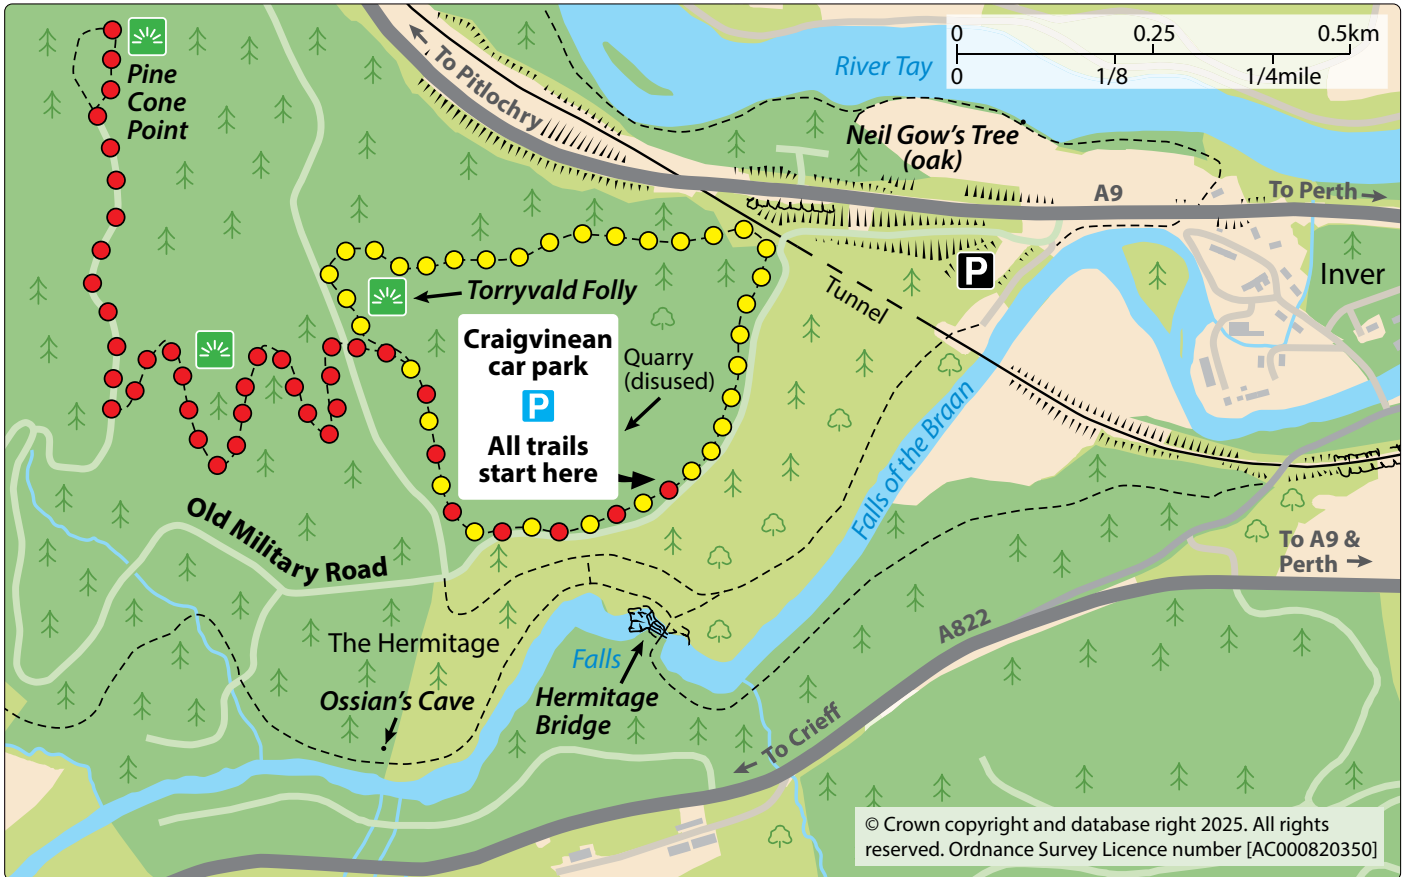 Pine
Cone
Point
To Pitlochry
River Tay
0
0.25
0.5km
0
1/8
1/4mile
Neil Gow's Tree
(oak)
A9
To Perth
Inver
P
Tunnel
Torryvald Folly
Craigvinean
car park
P
All trails
start here
Quarry
(disused)
Falls of the Braan
Old Military Road
To A9 &
Perth
A822
The Hermitage
Falls
Hermitage
Bridge
Ossian's Cave
To Crieff
© Crown copyright and database right 2025. All rights
reserved. Ordnance Survey Licence number [AC000820350]